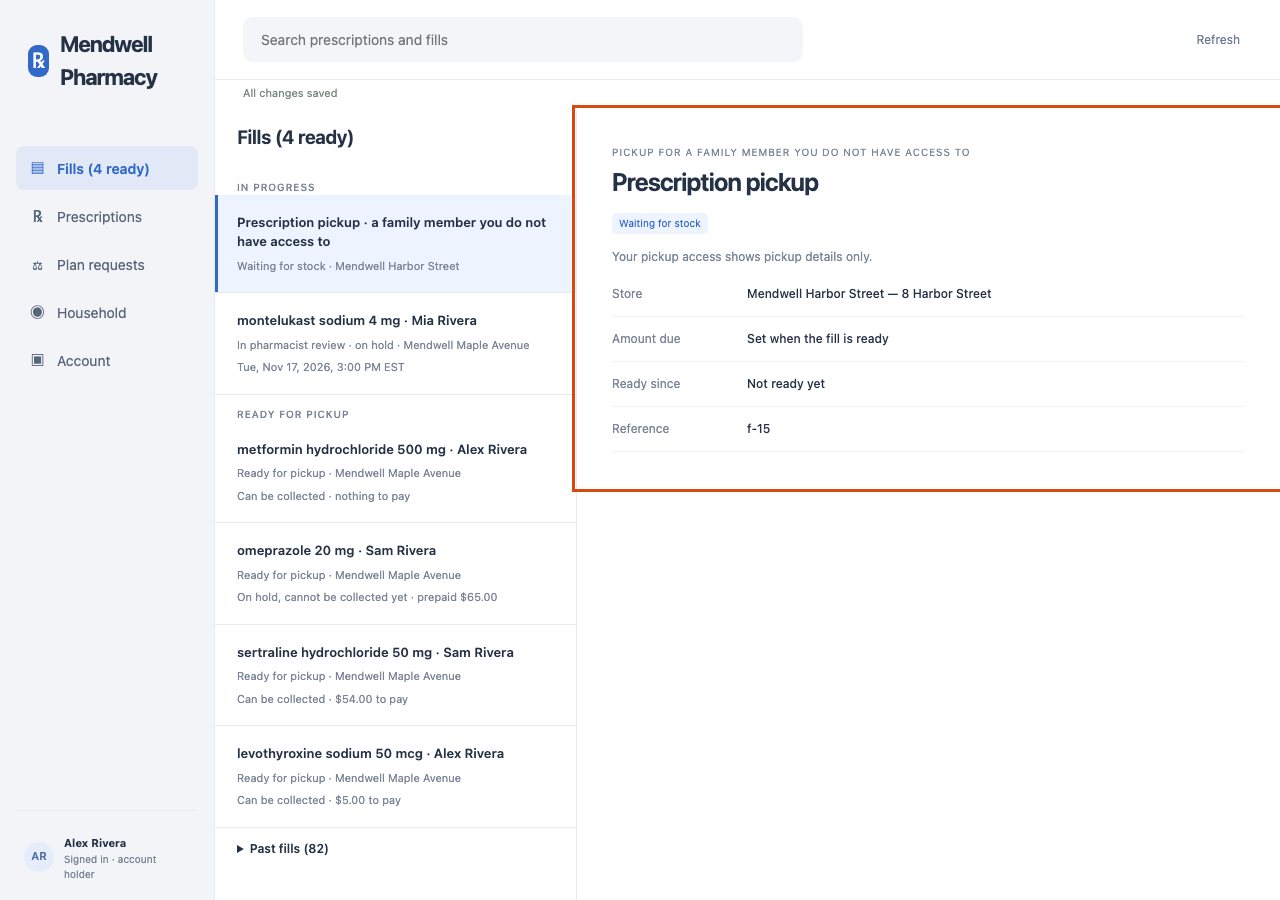 Mendwell
Pharmacy
Fills (4 ready)
Prescriptions
Plan requests
Household
Account
AR
Alex Rivera
Signed in · account
holder
Search prescriptions and fills
Refresh
All changes saved
Fills (4 ready)
IN PROGRESS
Prescription pickup · a family member you do not
have access to
Waiting for stock · Mendwell Harbor Street
montelukast sodium 4 mg · Mia Rivera
In pharmacist review · on hold · Mendwell Maple Avenue
Tue, Nov 17, 2026, 3:00 PM EST
READY FOR PICKUP
metformin hydrochloride 500 mg · Alex Rivera
Ready for pickup · Mendwell Maple Avenue
Can be collected · nothing to pay
omeprazole 20 mg · Sam Rivera
Ready for pickup · Mendwell Maple Avenue
On hold, cannot be collected yet · prepaid $65.00
sertraline hydrochloride 50 mg · Sam Rivera
Ready for pickup · Mendwell Maple Avenue
Can be collected · $54.00 to pay
levothyroxine sodium 50 mcg · Alex Rivera
Ready for pickup · Mendwell Maple Avenue
Can be collected · $5.00 to pay
Past fills (82)
PICKUP FOR A FAMILY MEMBER YOU DO NOT HAVE ACCESS TO
Prescription pickup
Waiting for stock
Your pickup access shows pickup details only.
Store Mendwell Harbor Street — 8 Harbor Street
Amount due Set when the fill is ready
Ready since Not ready yet
Reference f-15